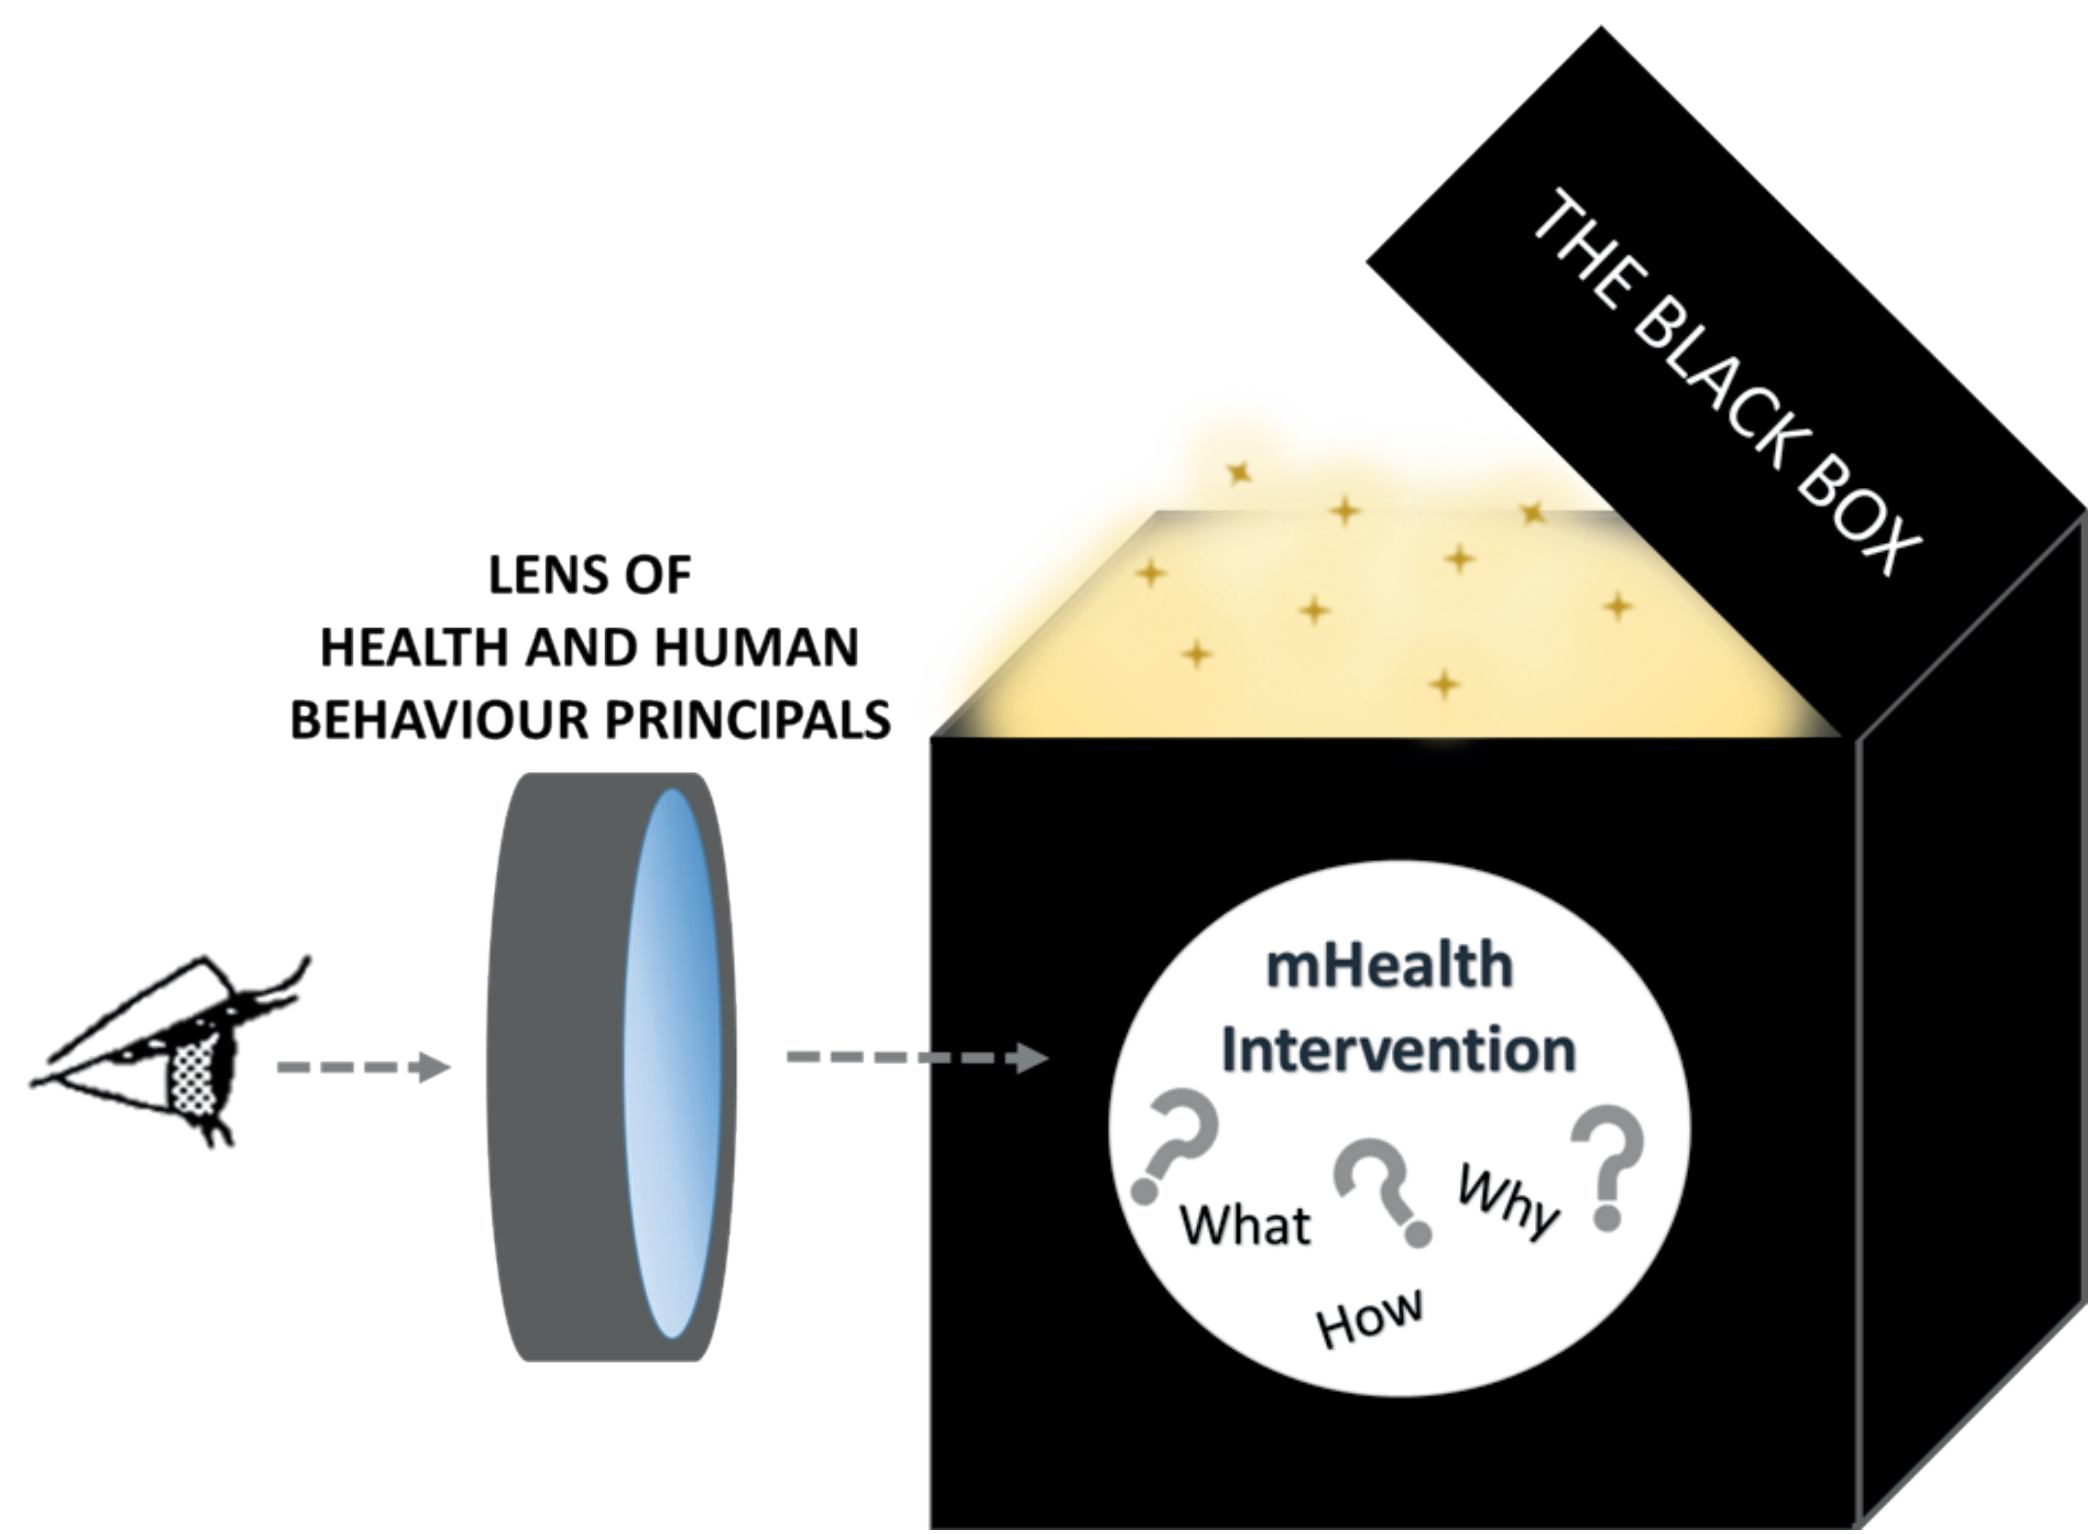 THE BLACK BOX
LENS OF
HEALTH AND HUMAN
BEHAVIOUR PRINCIPALS
mHealth
Intervention
? What ? Why ?
How